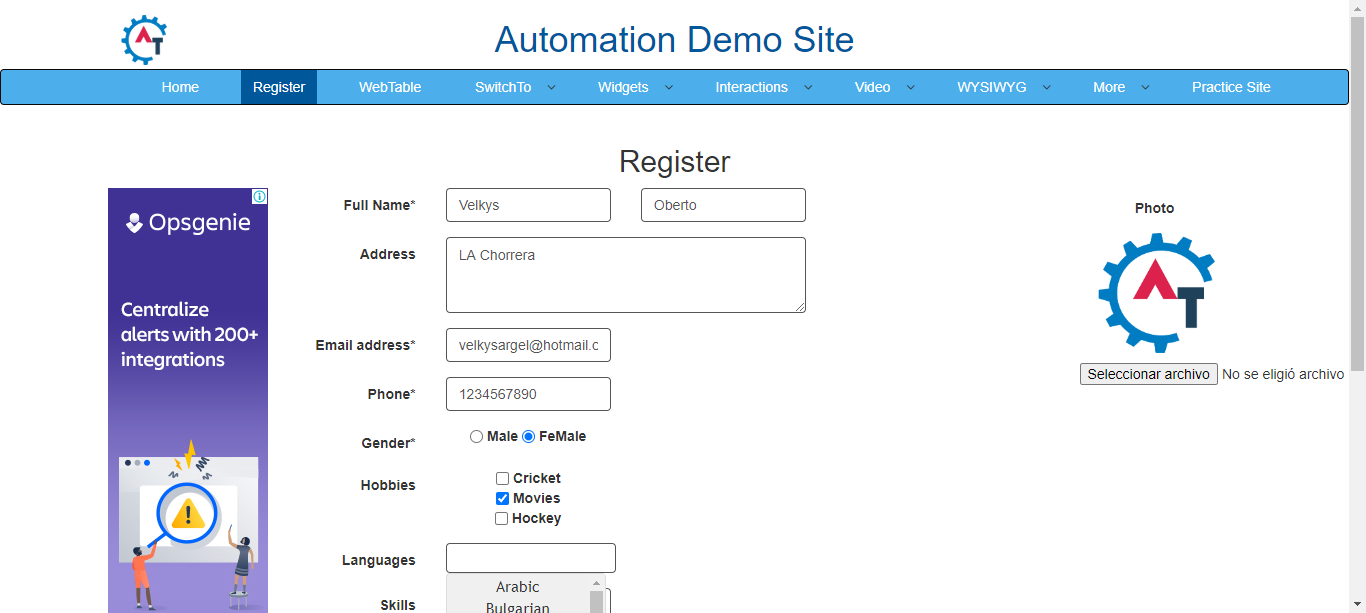 AT
Automation Demo Site
Home Register WebTable SwitchTo Widgets Interactions Video WYSIWYG More Practice Site
Register
Opsgenie
Centralize
alerts with 200+
integrations
Full Name* Velkys Oberto
Address LA Chorrera
Email address* velkysargel@hotmail.c
Phone* 1234567890
Gender* Male FeMale
Hobbies Cricket
Movies
Hockey
Languages
Arabic
Skills Bulgarian
Photo
AT
Seleccionar archivo No se eligió archivo